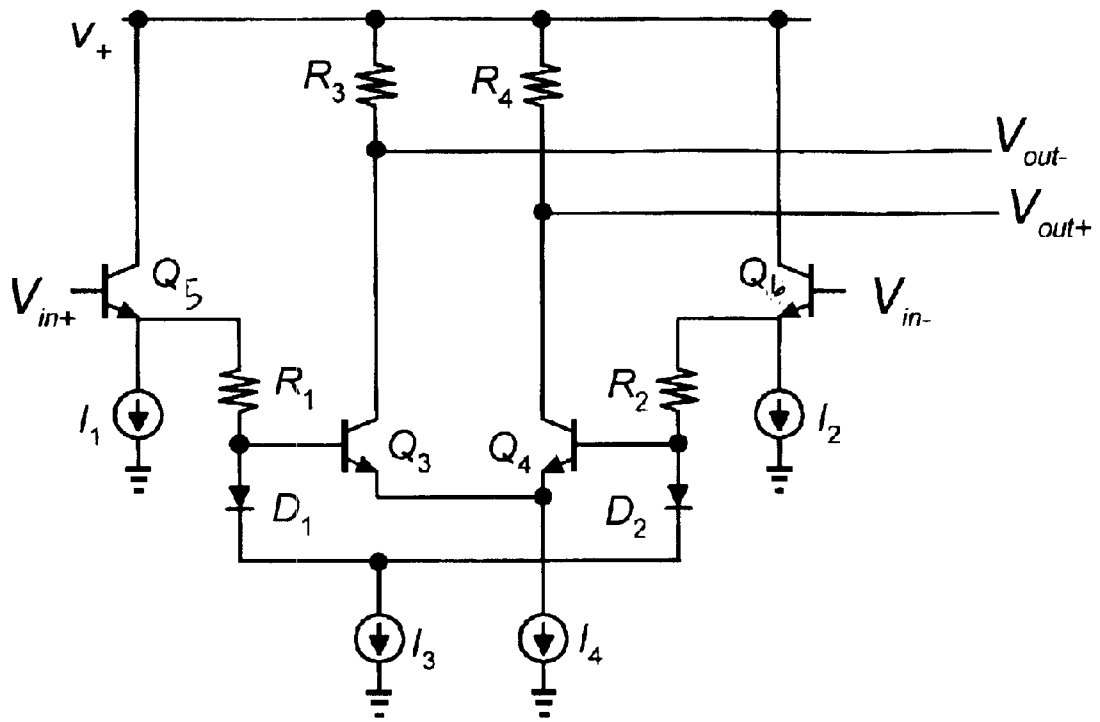 V+
R3
R4
Vout-
Vout+
Q5
Q6
Vin+
Vin-
R1
R2
I1
I2
Q3
Q4
D1
D2
I3
I4